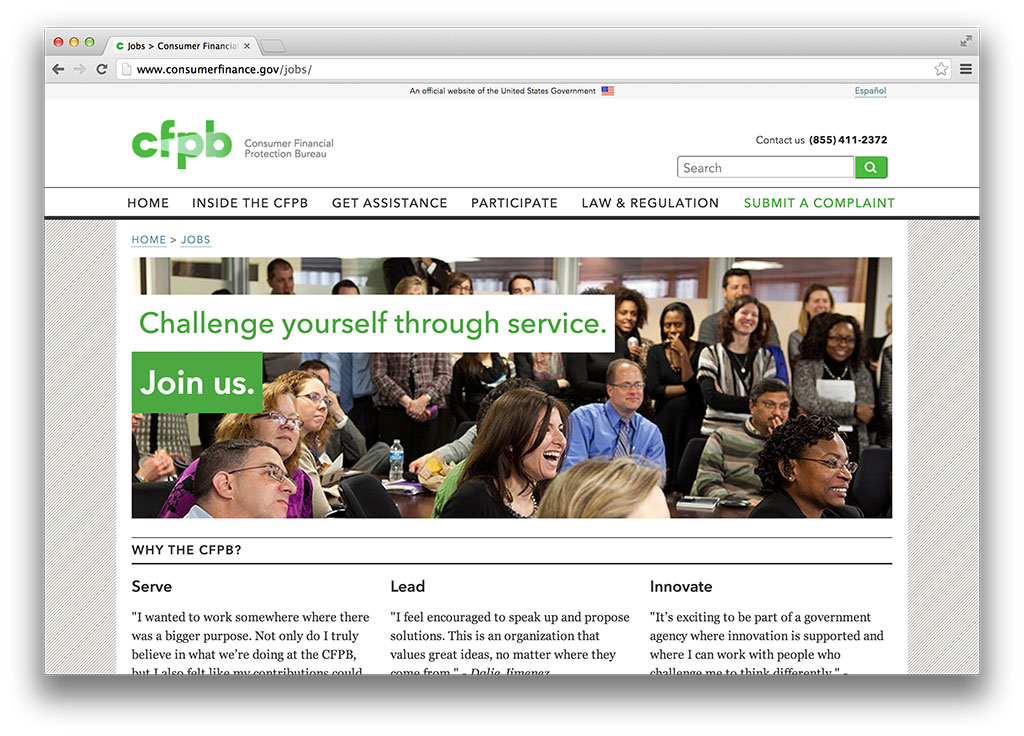 Jobs > Consumer Financia
www.consumerfinance.gov/jobs/
An official website of the United States Government
Español
cfpb
Consumer Financial
Protection Bureau
Contact us (855) 411-2372
Search
HOME INSIDE THE CFPB GET ASSISTANCE PARTICIPATE LAW & REGULATION SUBMIT A COMPLAINT
HOME > JOBS
Challenge yourself through service.
Join us.
WHY THE CFPB?
Serve
"I wanted to work somewhere where there
was a bigger purpose. Not only do I truly
believe in what we’re doing at the CFPB,
but I also felt like my contributions could
Lead
"I feel encouraged to speak up and propose
solutions. This is an organization that
values great ideas, no matter where they
come from." - Dalie Jimenez
Innovate
"It’s exciting to be part of a government
agency where innovation is supported and
where I can work with people who
challenge me to think differently." -